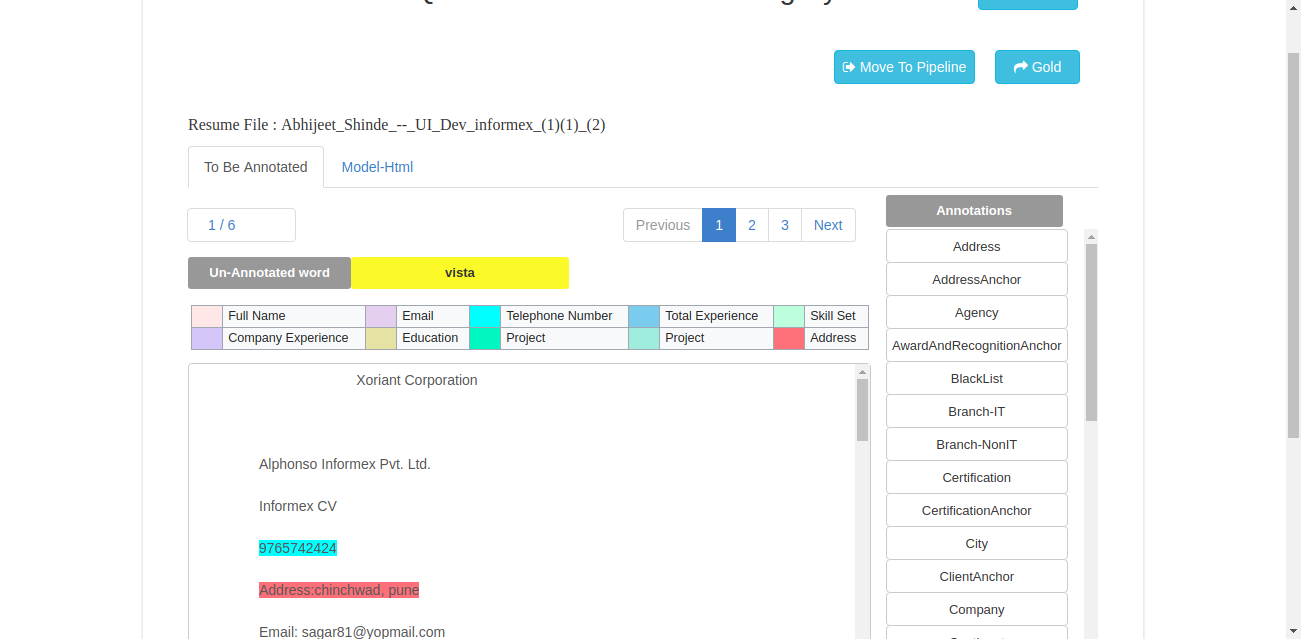 Move To Pipeline
Gold
Resume File : Abhijeet_Shinde_--_UI_Dev_informex_(1)(1)_(2)
To Be Annotated
Model-Html
1 / 6
Previous 1 2 3 Next
Un-Annotated word
vista
Full Name Email Telephone Number Total Experience Skill Set
Company Experience Education Project Project Address
Xoriant Corporation
Alphonso Informex Pvt. Ltd.
Informex CV
9765742424
Address:chinchwad, pune
Email: sagar81@yopmail.com
Annotations
Address
AddressAnchor
Agency
AwardAndRecognitionAnchor
BlackList
Branch-IT
Branch-NonIT
Certification
CertificationAnchor
City
ClientAnchor
Company